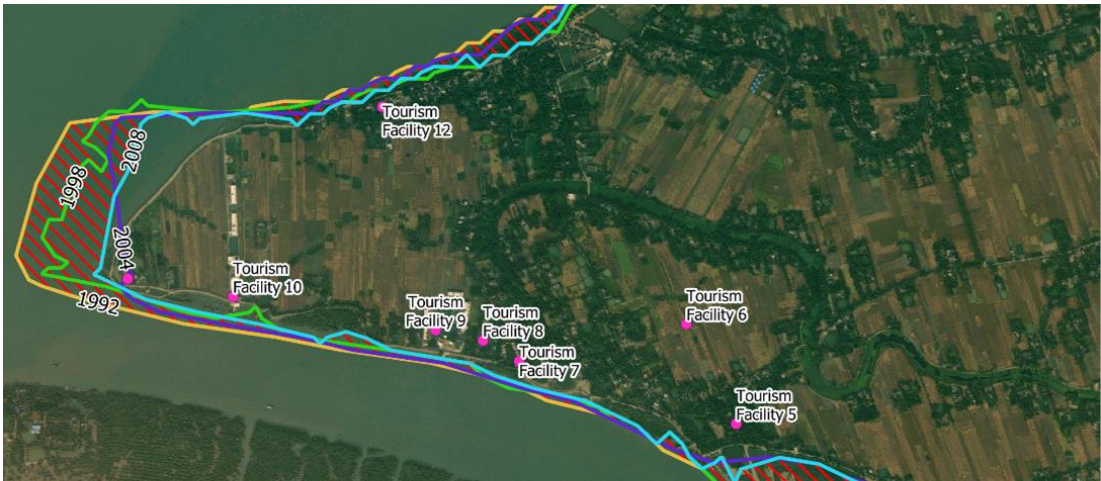 Tourism
Facility 12
2008
1998
2004
1992
Tourism
Facility 10
Tourism
Facility 9
Tourism
Facility 8
Tourism
Facility 7
Tourism
Facility 6
Tourism
Facility 5